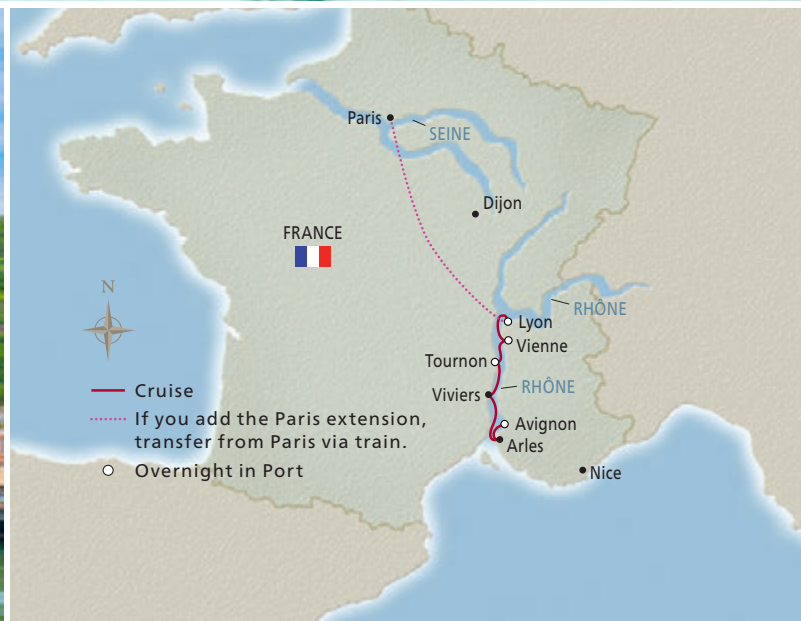 Paris
SEINE
Dijon
FRANCE
N
RHÔNE
Lyon
Vienne
Tournon
Cruise
Viviers
RHÔNE
If you add the Paris extension,
transfer from Paris via train.
Avignon
Arles
Overnight in Port
Nice